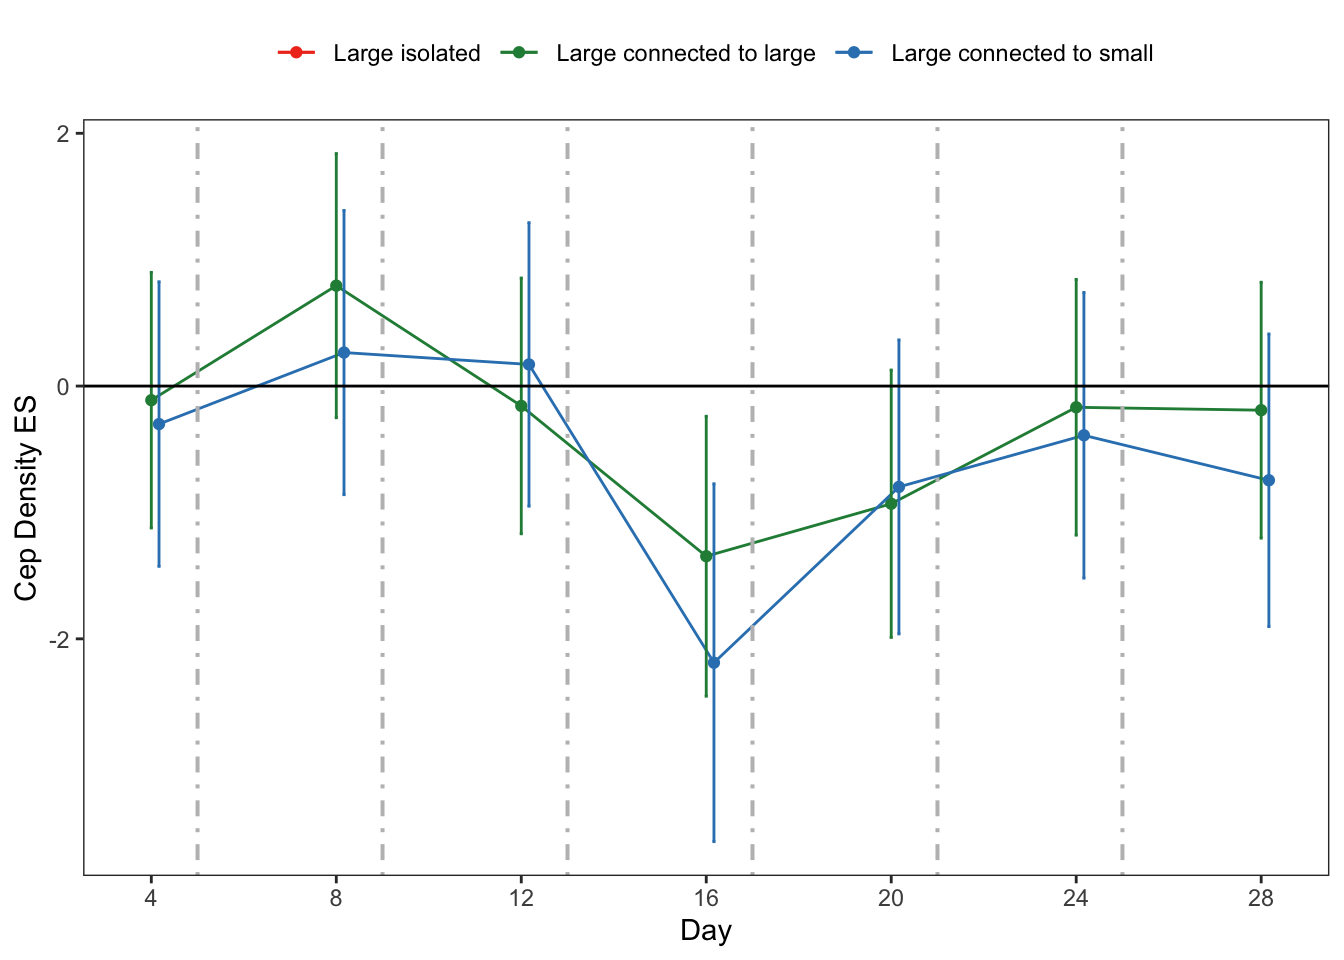 Large isolated Large connected to large Large connected to small
2
0
-2
Cep Density ES
4 8 12 16 20 24 28
Day